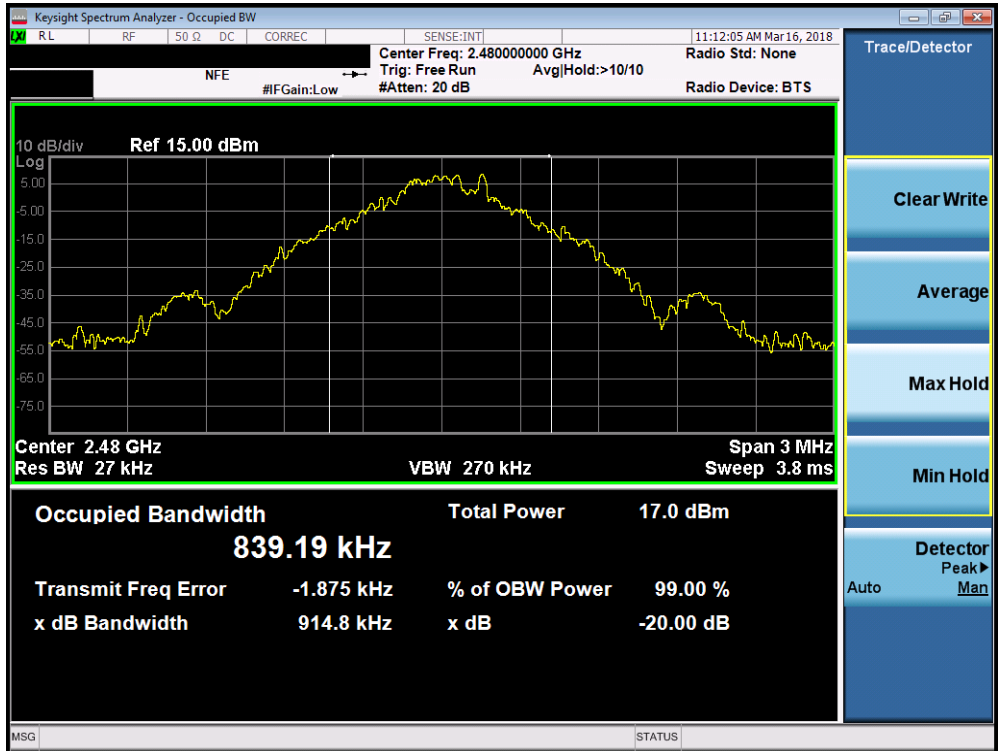 Keysight Spectrum Analyzer - Occupied BW
LXI RL RF 50 Ω DC CORREC SENSE:INT 11:12:05 AM Mar 16, 2018
Center Freq: 2.480000000 GHz Radio Std: None
NFE Trig: Free Run Avg|Hold:>10/10
#IFGain:Low #Atten: 20 dB Radio Device: BTS
Trace/Detector
10 dB/div Ref 15.00 dBm
Log
5.00
-5.00
-15.0
-25.0
-35.0
-45.0
-55.0
-65.0
-75.0
Center 2.48 GHz Span 3 MHz
Res BW 27 kHz VBW 270 kHz Sweep 3.8 ms
Occupied Bandwidth Total Power 17.0 dBm
839.19 kHz
Transmit Freq Error -1.875 kHz % of OBW Power 99.00 %
x dB Bandwidth 914.8 kHz x dB -20.00 dB
Clear Write
Average
Max Hold
Min Hold
Detector
Peak▶
Auto Man
MSG STATUS